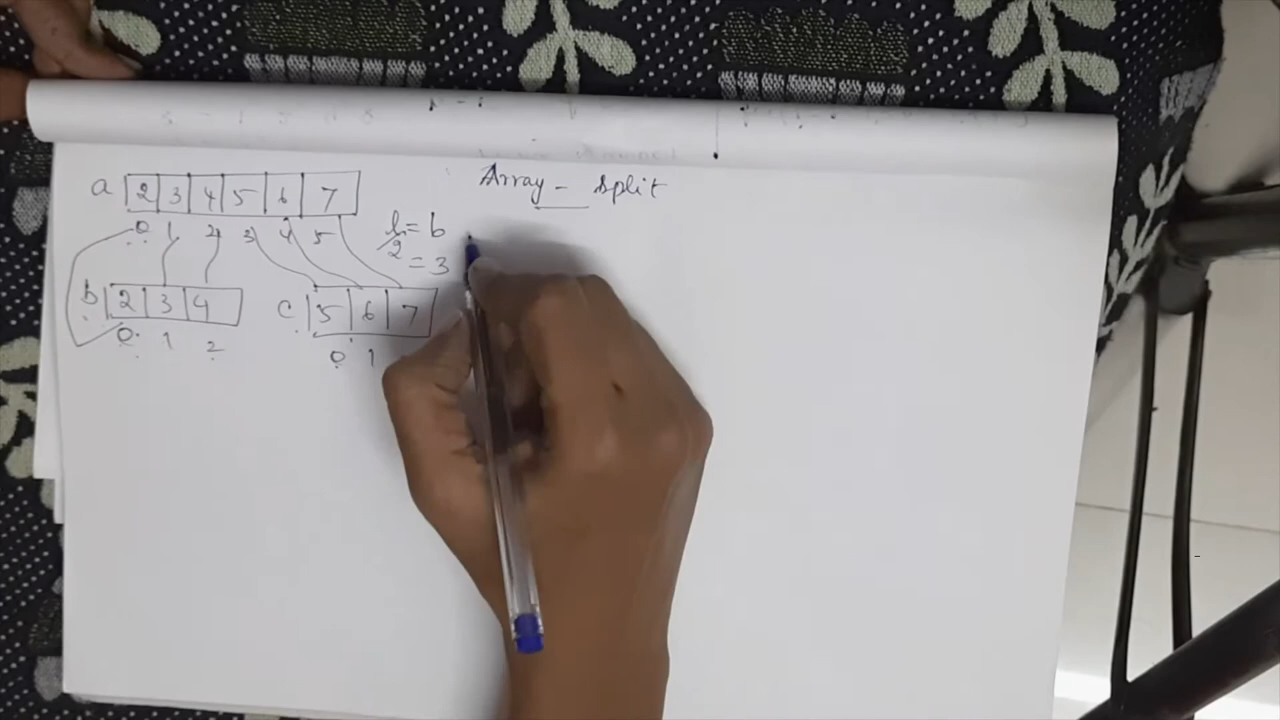 Array - Split
a 2 3 4 5 6 7
0 1 2 3 4 5
l = 6
/2 = 3
b 2 3 4
0 1 2
c 5 6 7
0 1